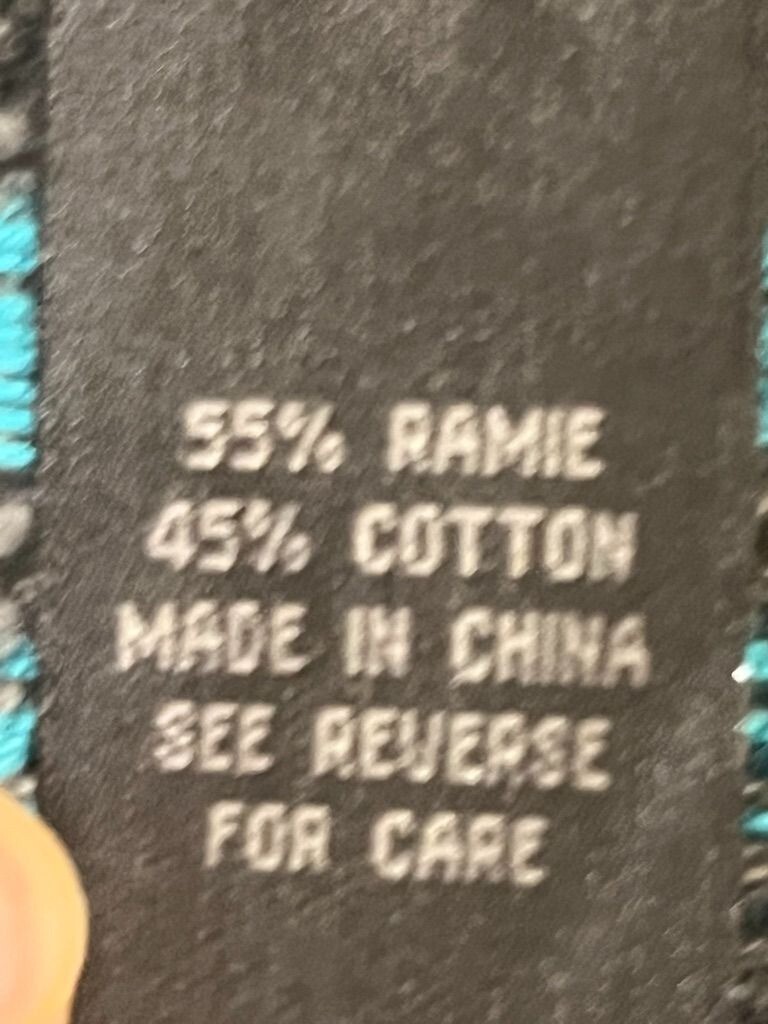 55% RAMIE
45% COTTON
MADE IN CHINA
SEE REVERSE
FOR CARE